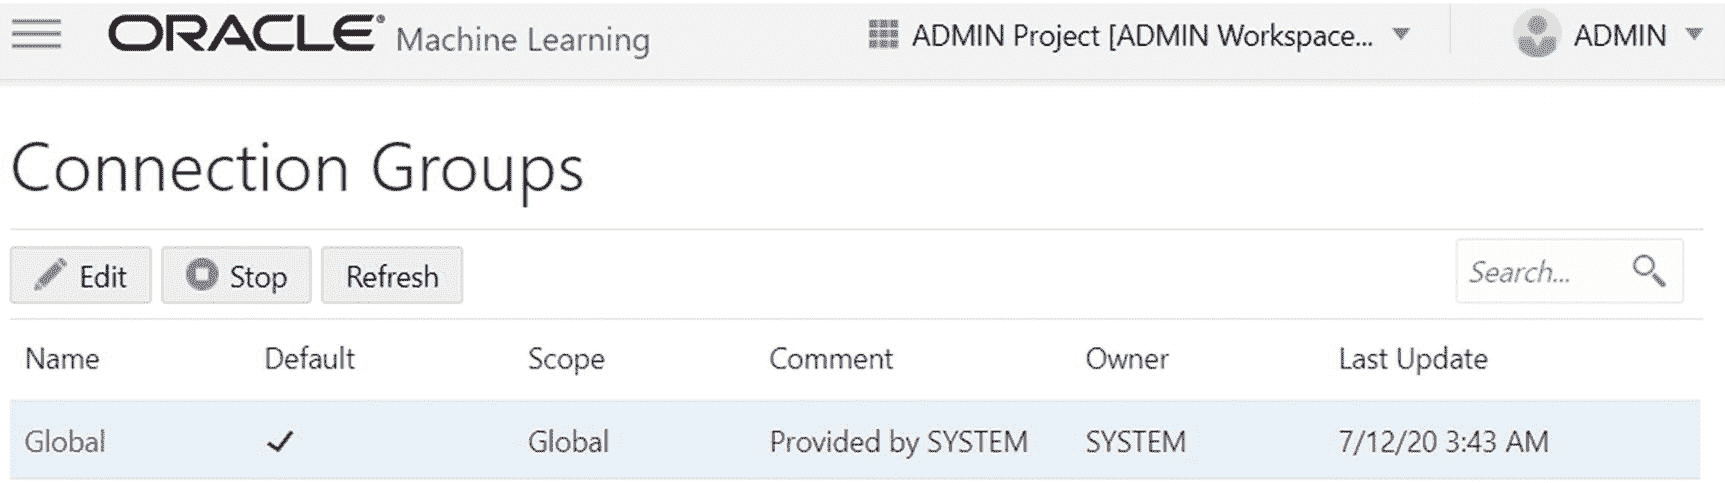 ORACLE® Machine Learning ADMIN Project [ADMIN Workspace... ADMIN
Connection Groups
Edit Stop Refresh Search...
Name Default Scope Comment Owner Last Update
Global Global Provided by SYSTEM SYSTEM 7/12/20 3:43 AM